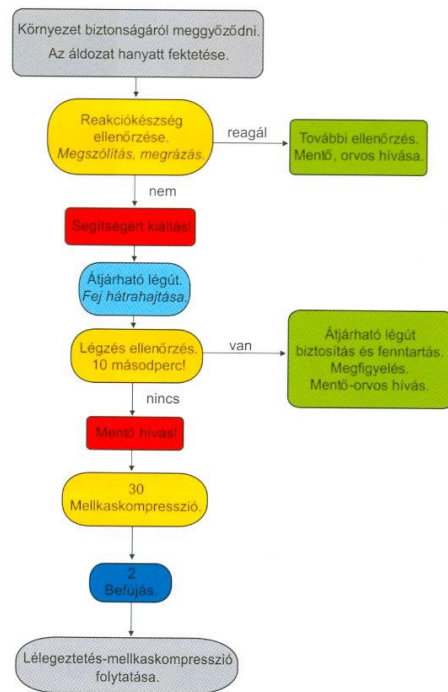 Környezet biztonságáról meggyőződni.
Az áldozat hanyatt fektetése.
Reakciókészség
ellenőrzése.
Megszólítás, megrázás.
reagál
További ellenőrzés.
Mentő, orvos hívása.
nem
Segítségért kiáltás!
Átjárható légút.
Fej hátrahajtása.
Légzés ellenőrzés.
10 másodperc!
van
Átjárható légút
biztosítás és fenntartás.
Megfigyelés.
Mentő-orvos hívás.
nincs
Mentő hívás!
30
Mellkaskompresszió.
2
Befújás.
Lélegeztetés-mellkaskompresszió
folytatása.